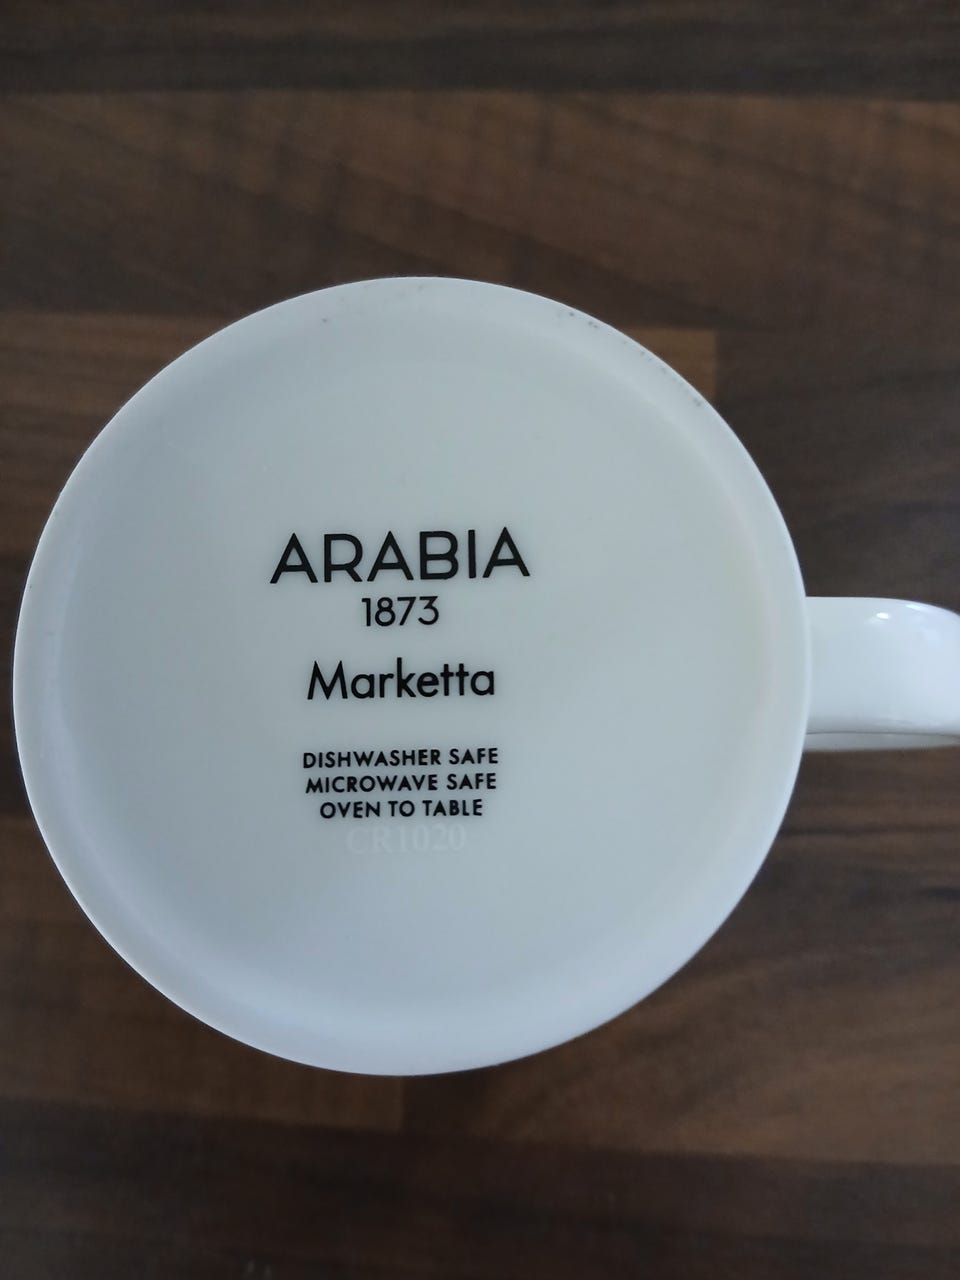 ARABIA
1873
Marketta
DISHWASHER SAFE
MICROWAVE SAFE
OVEN TO TABLE
CR1020